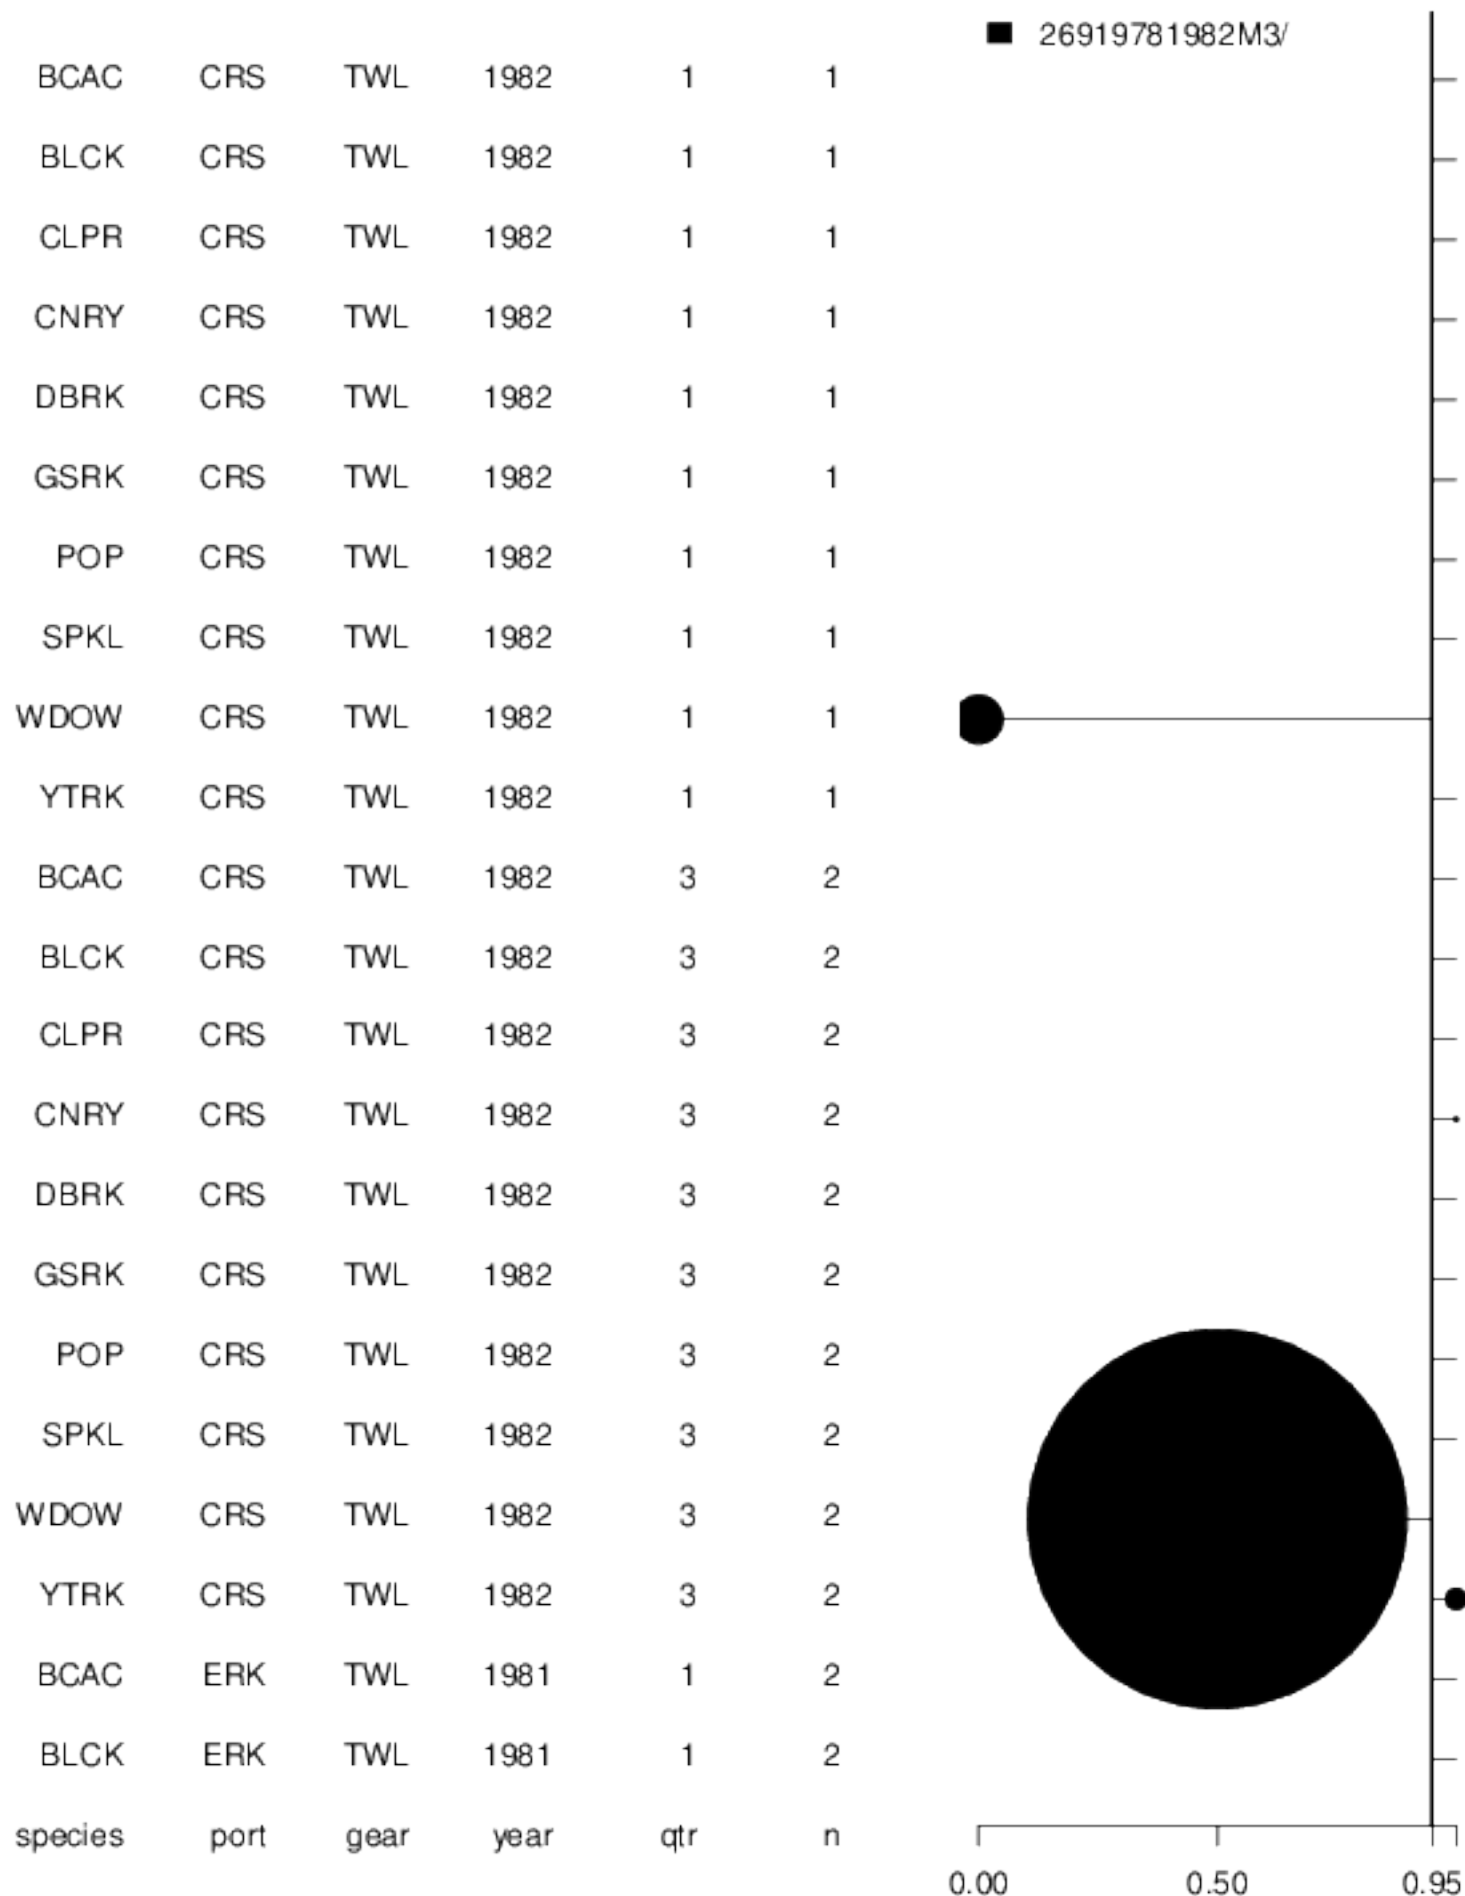 26919781982M3/
BCAC CRS TWL 1982 1 1
BLCK CRS TWL 1982 1 1
CLPR CRS TWL 1982 1 1
CNRY CRS TWL 1982 1 1
DBRK CRS TWL 1982 1 1
GSRK CRS TWL 1982 1 1
POP CRS TWL 1982 1 1
SPKL CRS TWL 1982 1 1
WDOW CRS TWL 1982 1 1
YTRK CRS TWL 1982 1 1
BCAC CRS TWL 1982 3 2
BLCK CRS TWL 1982 3 2
CLPR CRS TWL 1982 3 2
CNRY CRS TWL 1982 3 2
DBRK CRS TWL 1982 3 2
GSRK CRS TWL 1982 3 2
POP CRS TWL 1982 3 2
SPKL CRS TWL 1982 3 2
WDOW CRS TWL 1982 3 2
YTRK CRS TWL 1982 3 2
BCAC ERK TWL 1981 1 2
BLCK ERK TWL 1981 1 2
species port gear year qtr n
0.00 0.50 0.95